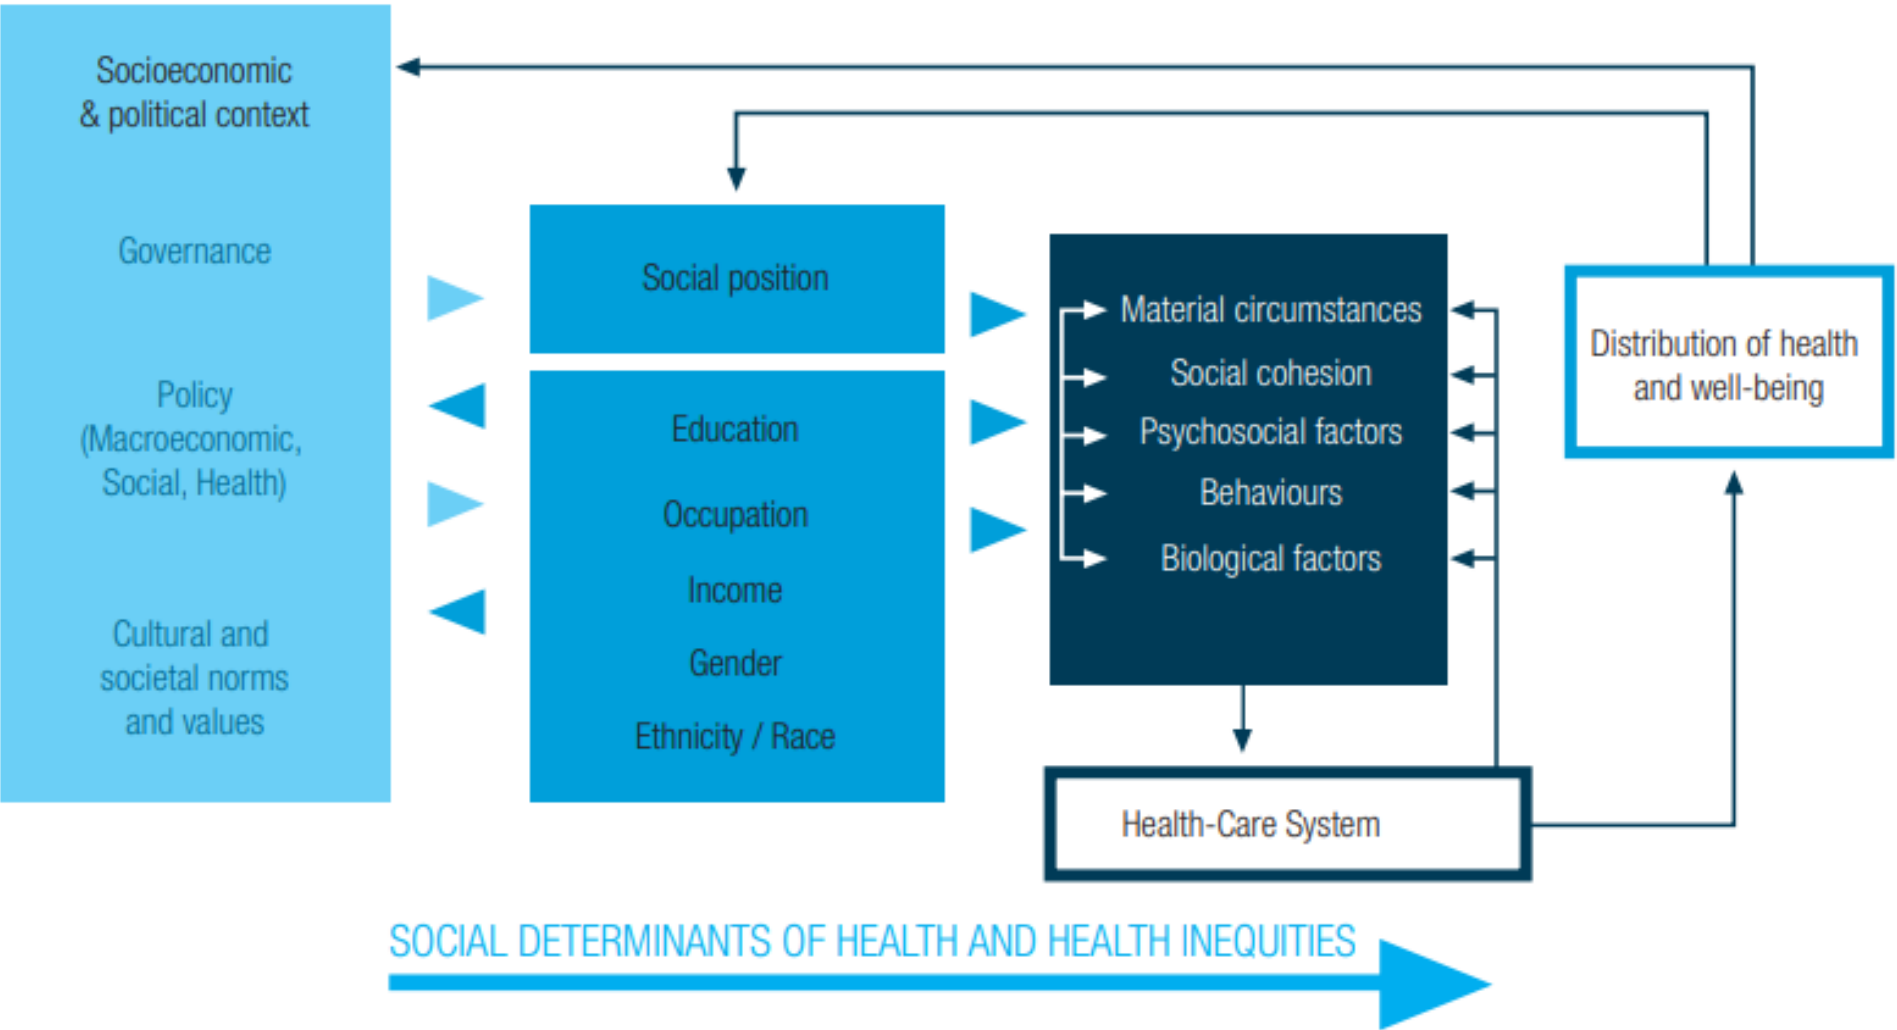 Socioeconomic
& political context
Governance
Policy
(Macroeconomic,
Social, Health)
Cultural and
societal norms
and values
Social position
Education
Occupation
Income
Gender
Ethnicity / Race
Material circumstances
Social cohesion
Psychosocial factors
Behaviours
Biological factors
Health-Care System
Distribution of health
and well-being
SOCIAL DETERMINANTS OF HEALTH AND HEALTH INEQUITIES